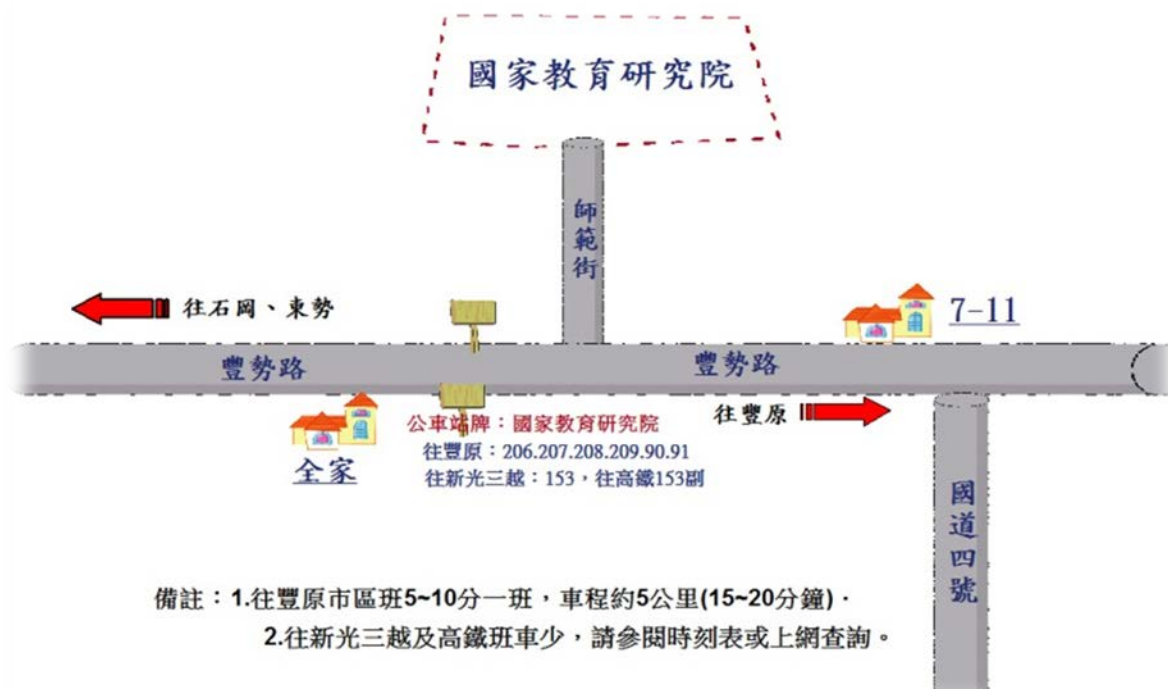 國家教育研究院
師範街
往石岡、東勢
7-11
豐勢路
豐勢路
往豐原
全家
公車站牌：國家教育研究院
往豐原：206.207.208.209.90.91
往新光三越：153，往高鐵153副
國道四號
備註：1.往豐原市區班5~10分一班，車程約5公里(15~20分鐘)．
2.往新光三越及高鐵班車少，請參閱時刻表或上網查詢。